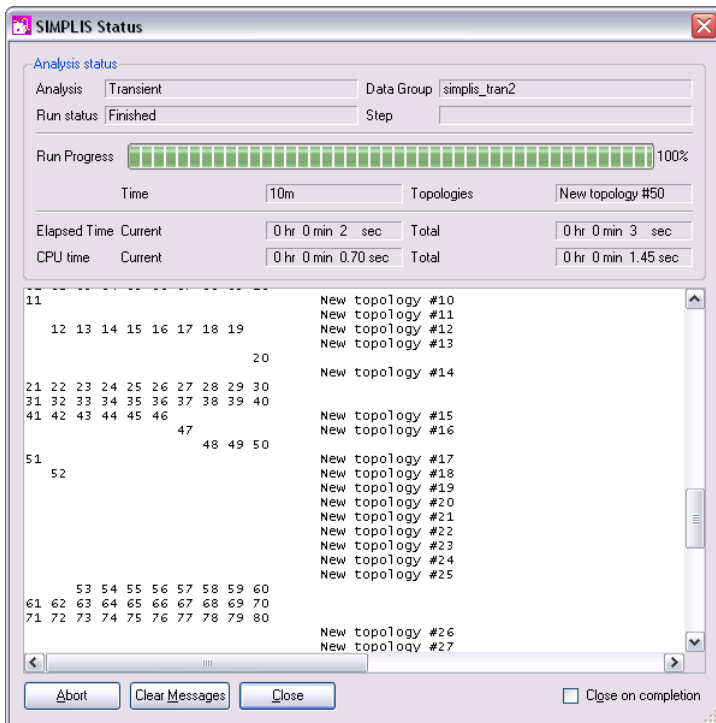 SIMPLIS Status
Analysis status
Analysis Transient Data Group simplis_tran2
Run status Finished Step
Run Progress 100%
Time 10m Topologies New topology #50
Elapsed Time Current 0 hr 0 min 2 sec Total 0 hr 0 min 3 sec
CPU time Current 0 hr 0 min 0.70 sec Total 0 hr 0 min 1.45 sec
11 New topology #10
New topology #11
12 13 14 15 16 17 18 19 New topology #12
New topology #13
20
New topology #14
21 22 23 24 25 26 27 28 29 30
31 32 33 34 35 36 37 38 39 40
41 42 43 44 45 46 New topology #15
47 New topology #16
48 49 50
51 New topology #17
52 New topology #18
New topology #19
New topology #20
New topology #21
New topology #22
New topology #23
New topology #24
New topology #25
53 54 55 56 57 58 59 60
61 62 63 64 65 66 67 68 69 70
71 72 73 74 75 76 77 78 79 80
New topology #26
New topology #27
Abort Clear Messages Close Close on completion